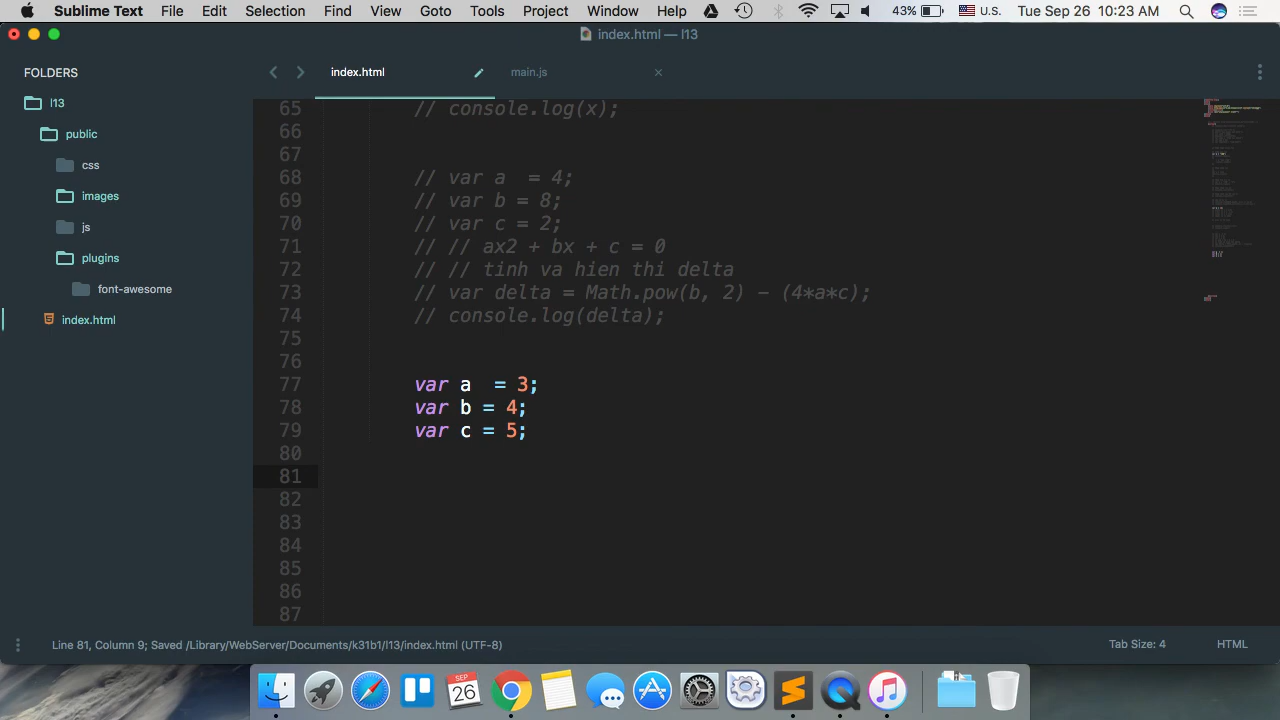 Sublime Text File Edit Selection Find View Goto Tools Project Window Help 43% U.S. Tue Sep 26 10:23 AM
index.html — l13
FOLDERS
l13
public
css
images
js
plugins
font-awesome
index.html
index.html main.js
65 // console.log(x);
66
67
68 // var a  = 4;
69 // var b = 8;
70 // var c = 2;
71 // // ax2 + bx + c = 0
72 // // tinh va hien thi delta
73 // var delta = Math.pow(b, 2) - (4*a*c);
74 // console.log(delta);
75
76
77 var a  = 3;
78 var b = 4;
79 var c = 5;
80
81
82
83
84
85
86
87
Line 81, Column 9; Saved /Library/WebServer/Documents/k31b1/l13/index.html (UTF-8) Tab Size: 4 HTML
SEP
26